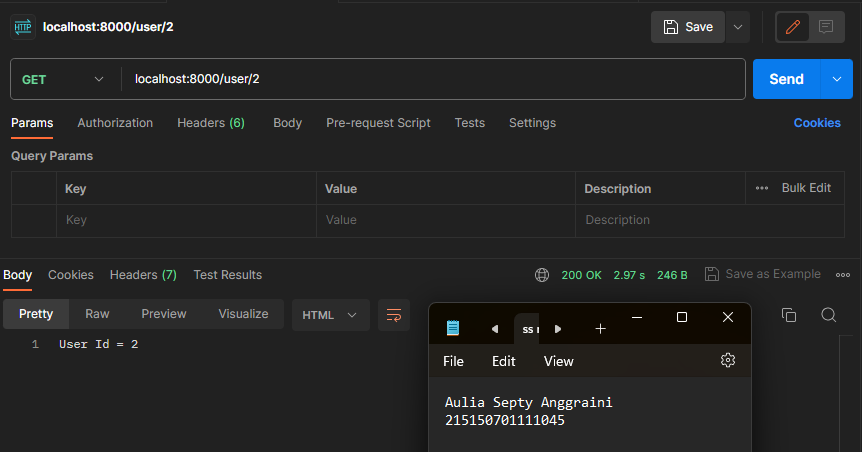 HTTP localhost:8000/user/2 Save
GET localhost:8000/user/2 Send
Params Authorization Headers (6) Body Pre-request Script Tests Settings Cookies
Query Params
Key Value Description Bulk Edit
Key Value Description
Body Cookies Headers (7) Test Results 200 OK 2.97 s 246 B Save as Example
Pretty Raw Preview Visualize HTML
1 User Id = 2
ss
File Edit View
Aulia Septy Anggraini
215150701111045